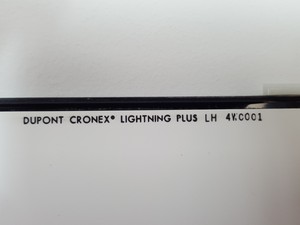 DUPONT CRONEX® LIGHTNING PLUS LH 4KC001